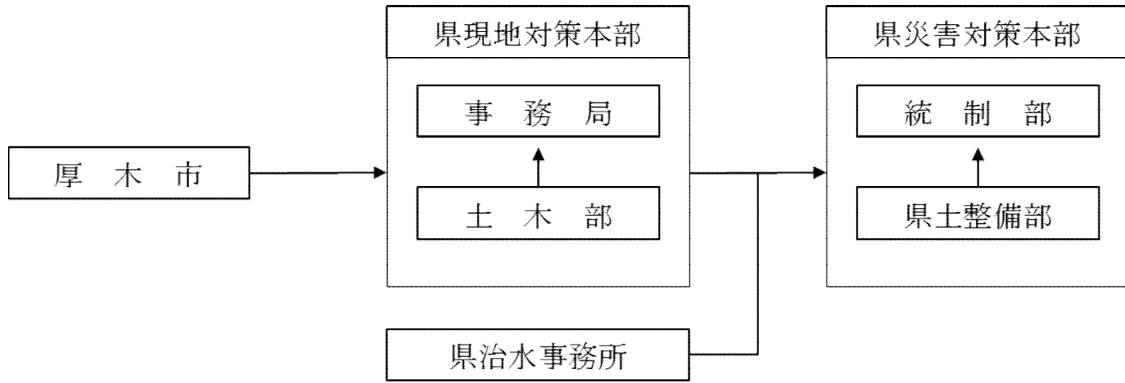 県現地対策本部
県災害対策本部
事務局
統制部
厚木市
土木部
県土整備部
県治水事務所